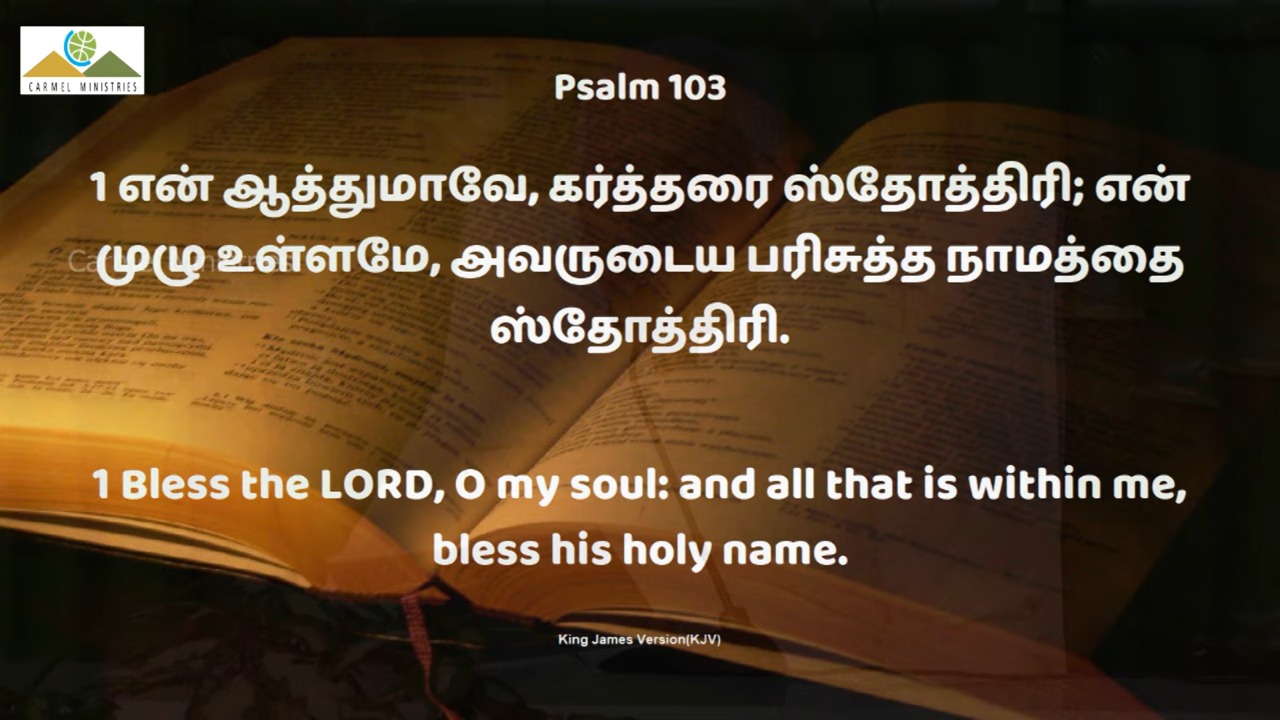 CARMEL MINISTRIES
Psalm 103
1 என் ஆத்துமாவே, கர்த்தரை ஸ்தோத்திரி; என்
முழு உள்ளமே, அவருடைய பரிசுத்த நாமத்தை
ஸ்தோத்திரி.
1 Bless the LORD, O my soul: and all that is within me,
bless his holy name.
King James Version(KJV)